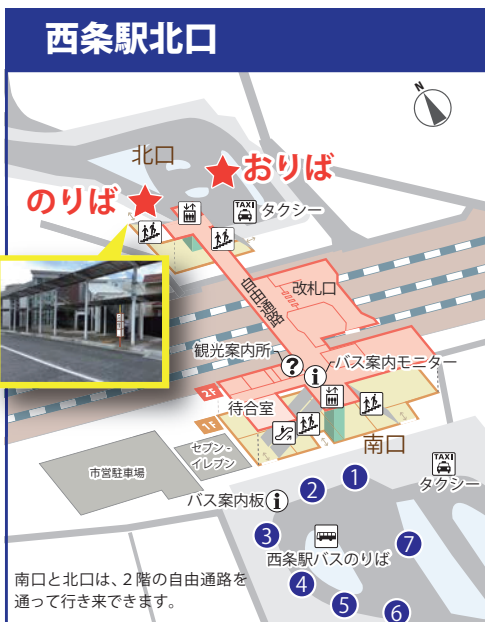 西条駅北口
N
北口
おりば
のりば
TAXI
タクシー
改札口
自由通路
観光案内所
?
i
バス案内モニター
2F
待合室
1F
セブン-
イレブン
南口
市営駐車場
TAXI
タクシー
バス案内板
i
1
2
3
7
西条駅バスのりば
4
5
6
南口と北口は、2階の自由通路を
通って行き来できます。